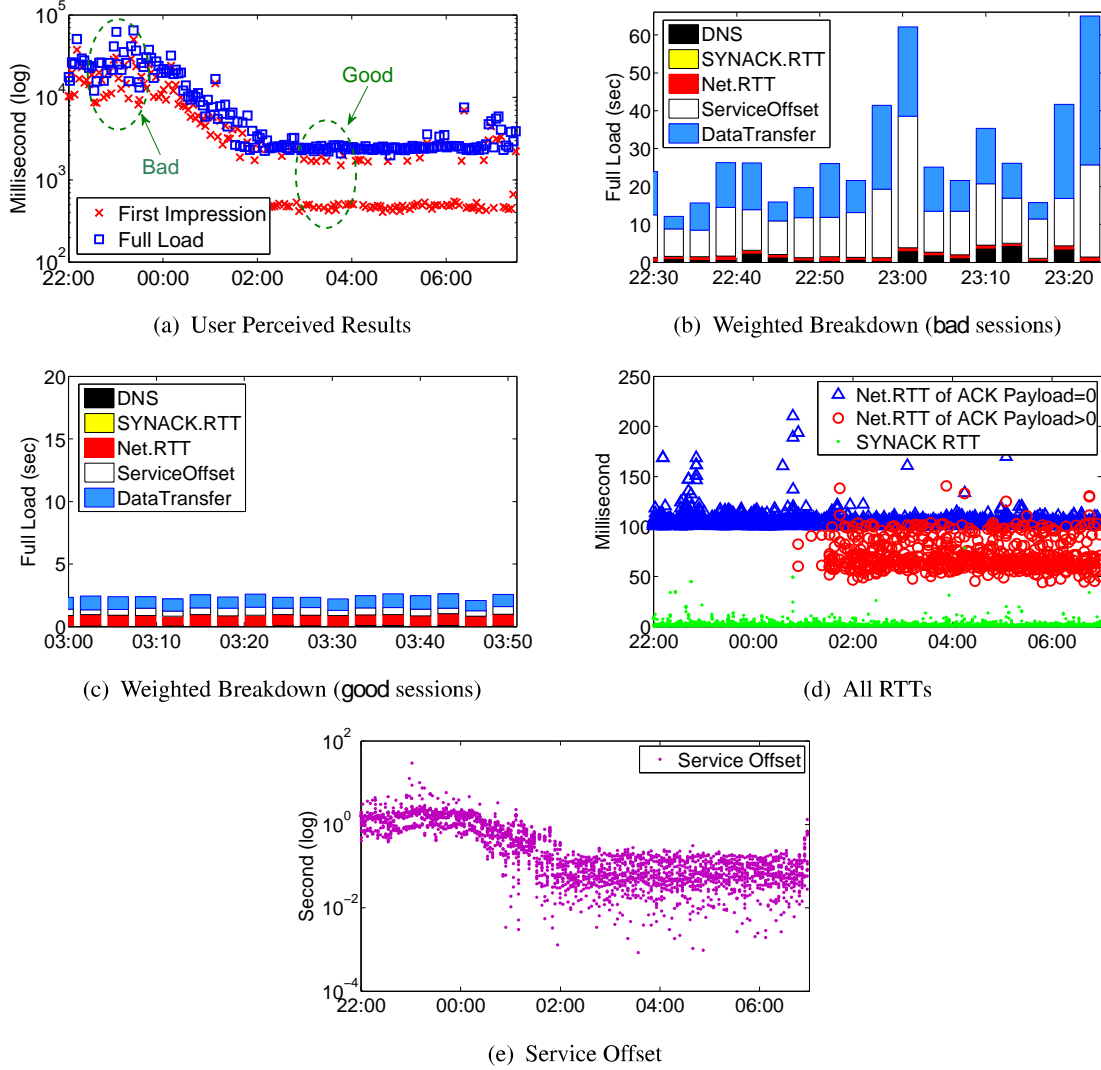 10^5
10^4
10^3
10^2
Millisecond (log)
Good
Bad
First Impression
Full Load
22:00 00:00 02:00 04:00 06:00
(a) User Perceived Results
60
50
40
30
20
10
0
Full Load (sec)
DNS
SYNACK.RTT
Net.RTT
ServiceOffset
DataTransfer
22:30 22:40 22:50 23:00 23:10 23:20
(b) Weighted Breakdown (bad sessions)
20
15
10
5
0
Full Load (sec)
DNS
SYNACK.RTT
Net.RTT
ServiceOffset
DataTransfer
03:00 03:10 03:20 03:30 03:40 03:50
(c) Weighted Breakdown (good sessions)
250
200
150
100
50
0
Millisecond
Net.RTT of ACK Payload=0
Net.RTT of ACK Payload>0
SYNACK RTT
22:00 00:00 02:00 04:00 06:00
(d) All RTTs
10^2
10^0
10^-2
10^-4
Second (log)
Service Offset
22:00 00:00 02:00 04:00 06:00
(e) Service Offset